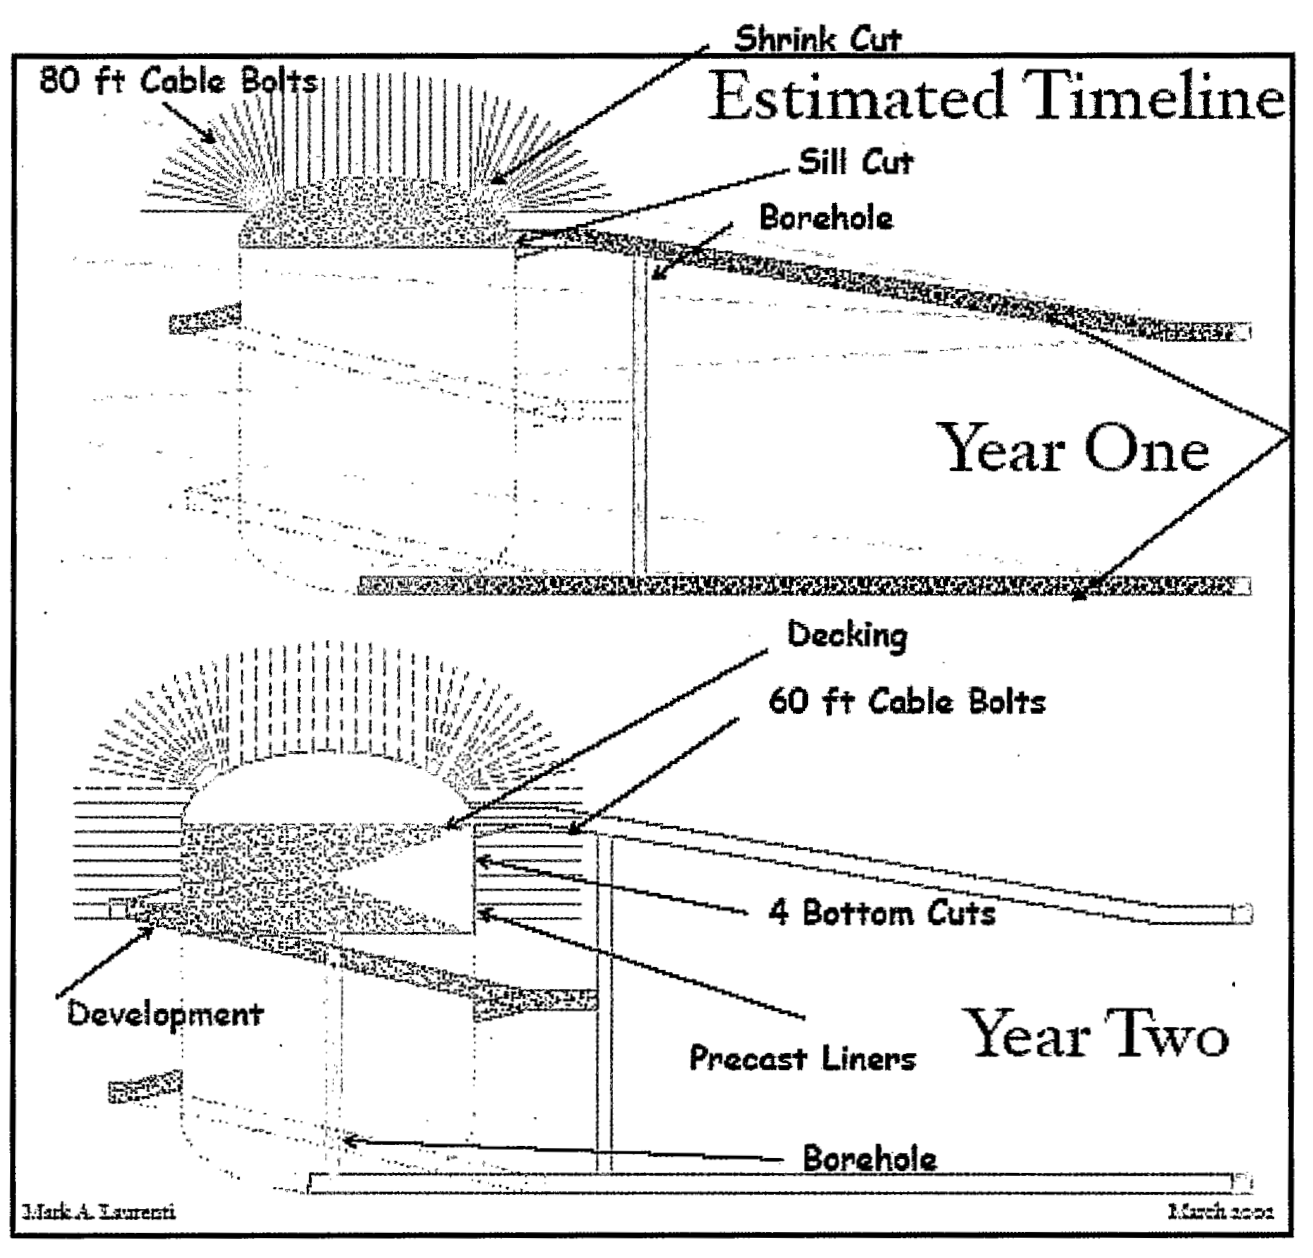 Shrink Cut
80 ft Cable Bolts
Estimated Timeline
Sill Cut
Borehole
Year One
Decking
60 ft Cable Bolts
4 Bottom Cuts
Development
Precast Liners
Year Two
Borehole
Mark A. Laurenti
March 2002